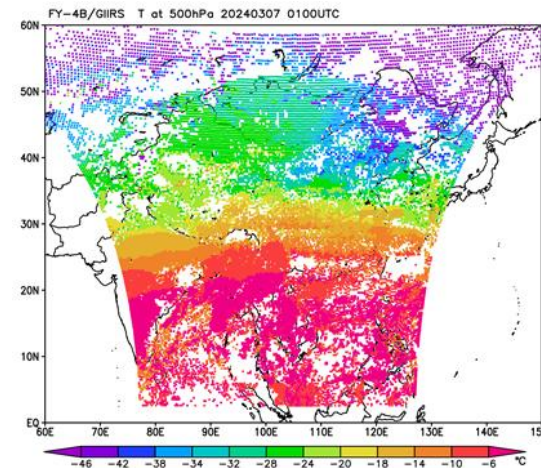 FY-4B/GIIRS T at 500hPa 20240307 0100UTC
60N
50N
40N
30N
20N
10N
EQ
60E 70E 80E 90E 100E 110E 120E 130E 140E 150E
-46 -42 -38 -34 -32 -28 -24 -20 -18 -14 -10 -6 °C